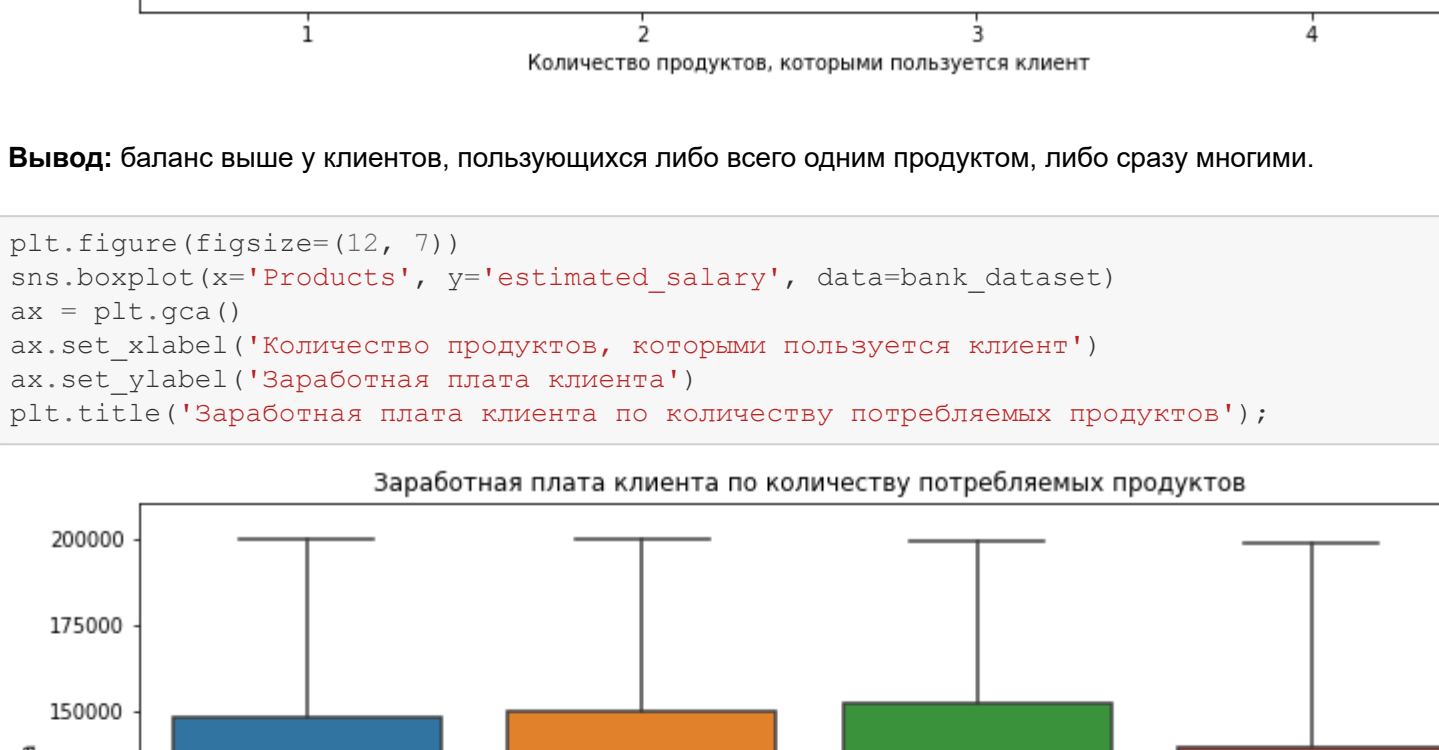 1 2 3 4
Количество продуктов, которыми пользуется клиент
Вывод: баланс выше у клиентов, пользующихся либо всего одним продуктом, либо сразу многими.
plt.figure(figsize=(12, 7))
sns.boxplot(x='Products', y='estimated_salary', data=bank_dataset)
ax = plt.gca()
ax.set_xlabel('Количество продуктов, которыми пользуется клиент')
ax.set_ylabel('Заработная плата клиента')
plt.title('Заработная плата клиента по количеству потребляемых продуктов');
Заработная плата клиента по количеству потребляемых продуктов
200000
175000
150000